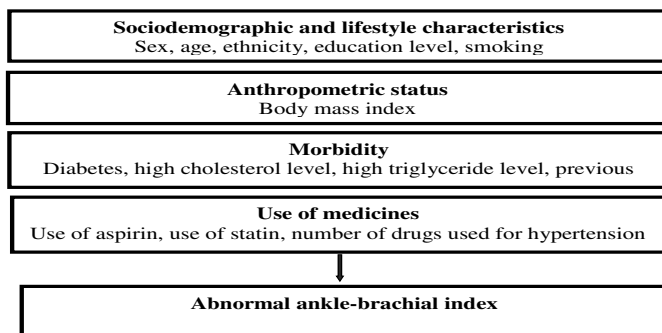 Sociodemographic and lifestyle characteristics
Sex, age, ethnicity, education level, smoking
Anthropometric status
Body mass index
Morbidity
Diabetes, high cholesterol level, high triglyceride level, previous
Use of medicines
Use of aspirin, use of statin, number of drugs used for hypertension
Abnormal ankle-brachial index